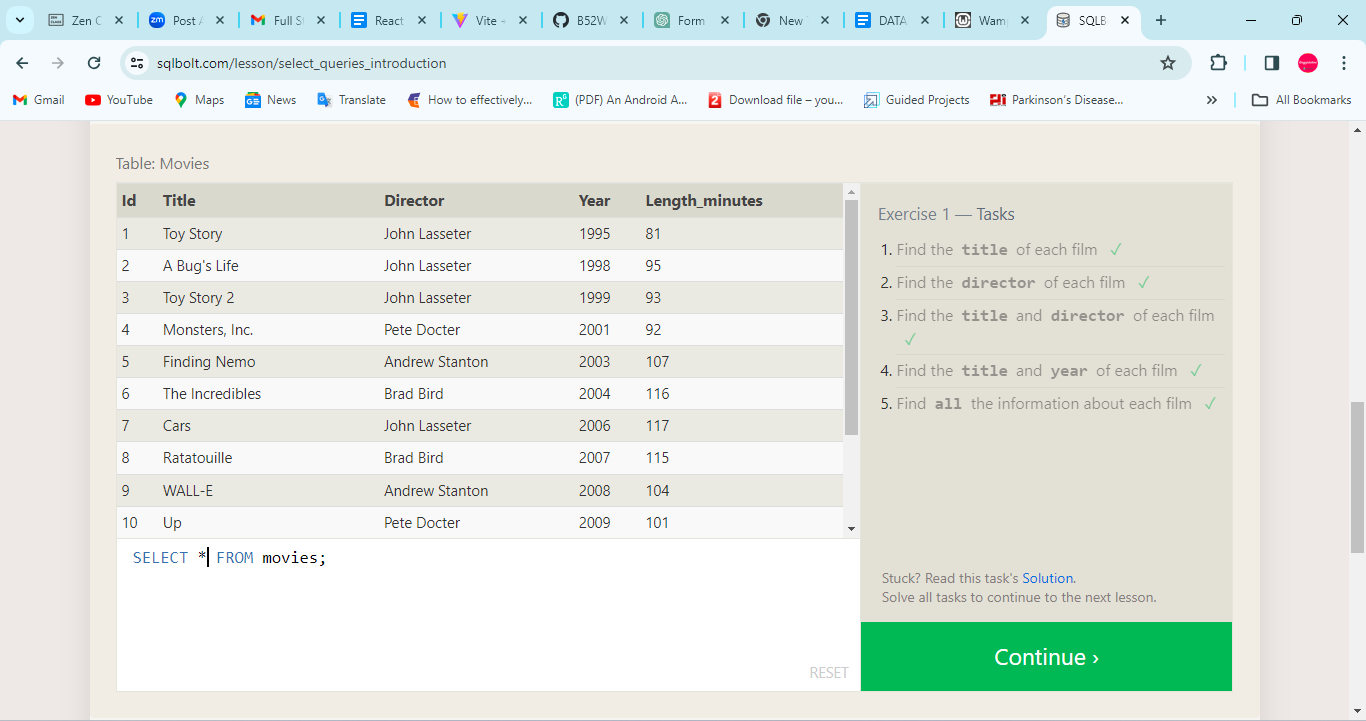 Zen C
Post A
Full St
React
Vite +
B52W
Form
New
DATA
Wam
SQLB
sqlbolt.com/lesson/select_queries_introduction
Gmail YouTube Maps News Translate How to effectively... (PDF) An Android A... Download file – you... Guided Projects Parkinson's Disease... » All Bookmarks
Table: Movies
Id Title Director Year Length_minutes
1 Toy Story John Lasseter 1995 81
2 A Bug's Life John Lasseter 1998 95
3 Toy Story 2 John Lasseter 1999 93
4 Monsters, Inc. Pete Docter 2001 92
5 Finding Nemo Andrew Stanton 2003 107
6 The Incredibles Brad Bird 2004 116
7 Cars John Lasseter 2006 117
8 Ratatouille Brad Bird 2007 115
9 WALL-E Andrew Stanton 2008 104
10 Up Pete Docter 2009 101
SELECT * FROM movies;
RESET
Exercise 1 — Tasks
1. Find the title of each film ✓
2. Find the director of each film ✓
3. Find the title and director of each film
✓
4. Find the title and year of each film ✓
5. Find all the information about each film ✓
Stuck? Read this task's Solution.
Solve all tasks to continue to the next lesson.
Continue ›